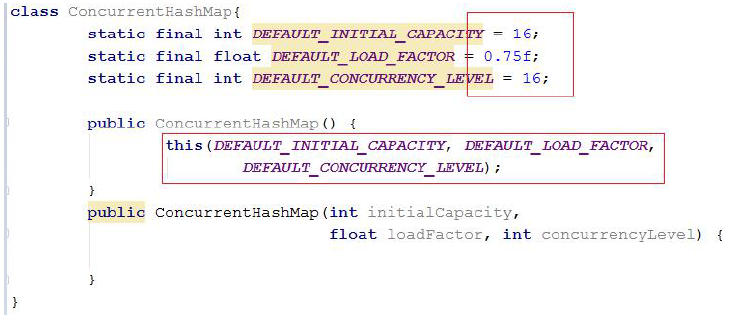 class ConcurrentHashMap{
static final int DEFAULT_INITIAL_CAPACITY = 16;
static final float DEFAULT_LOAD_FACTOR = 0.75f;
static final int DEFAULT_CONCURRENCY_LEVEL = 16;
public ConcurrentHashMap() {
this(DEFAULT_INITIAL_CAPACITY, DEFAULT_LOAD_FACTOR,
DEFAULT_CONCURRENCY_LEVEL);
}
public ConcurrentHashMap(int initialCapacity,
float loadFactor, int concurrencyLevel) {
}
}